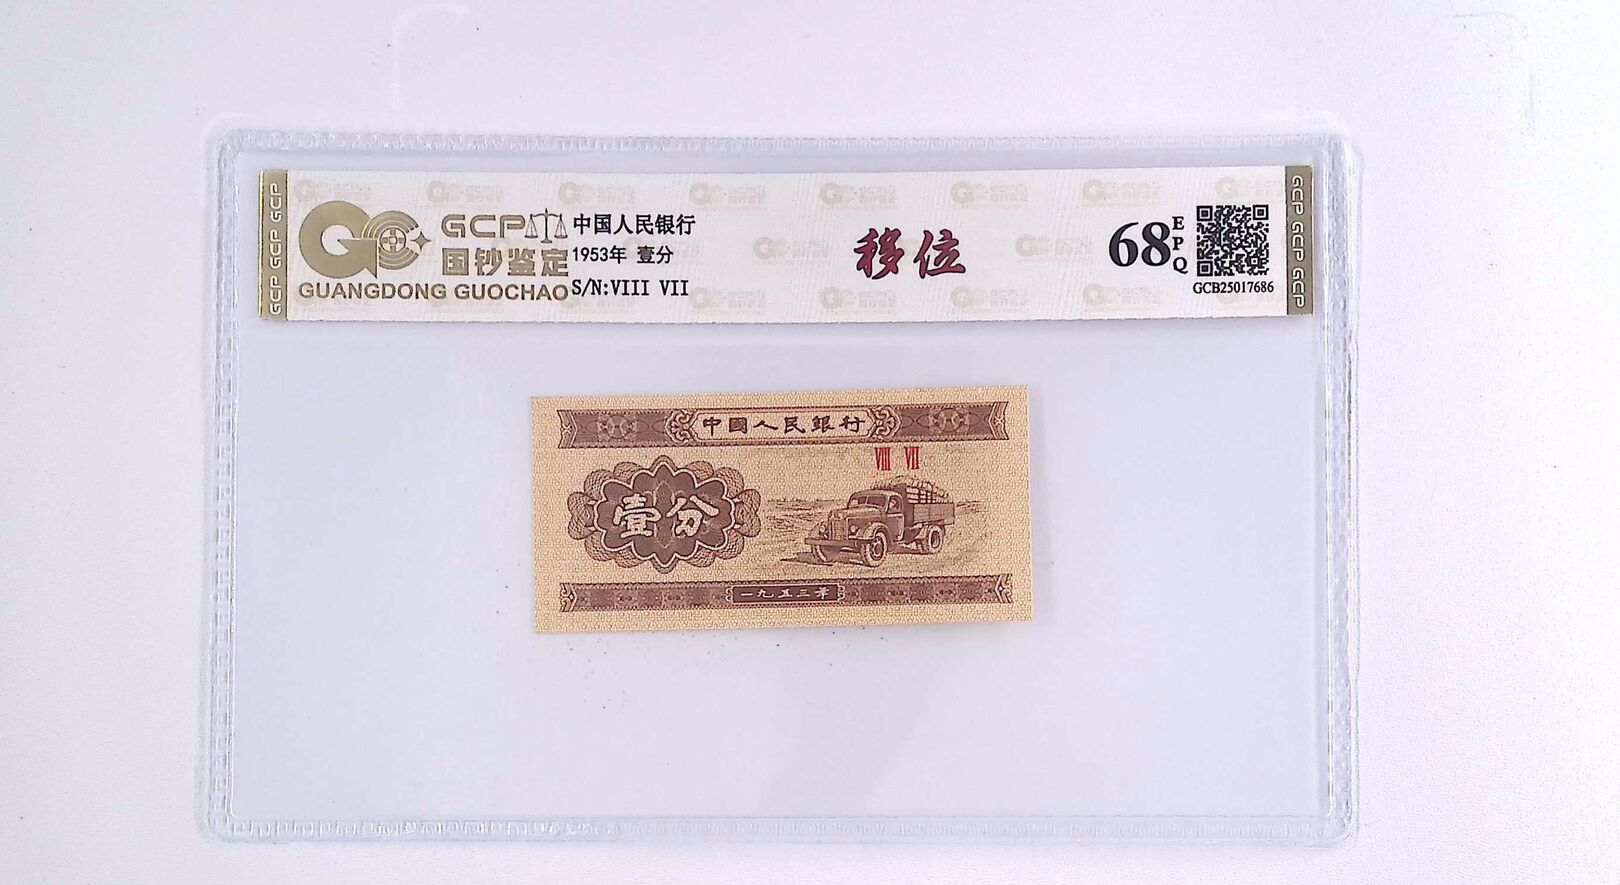 GCP
国钞鉴定
GUANGDONG GUOCHAO
中国人民银行
1953年 壹分
S/N:VIII VII
移位
68
EPQ
GCB25017686
GCP GCP GCP
GCP GCP GCP
中國人民銀行
VIII VII
壹分
一九五三年